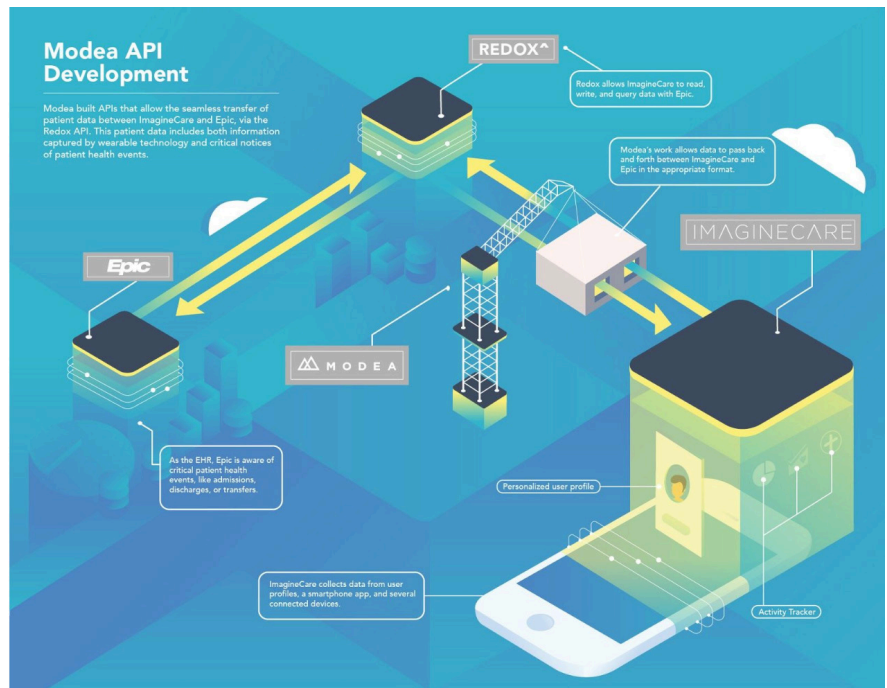 Modea API
Development
Modea built APIs that allow the seamless transfer of
patient data between ImagineCare and Epic, via the
Redox API. This patient data includes both information
captured by wearable technology and critical notices
of patient health events.
REDOX^
Redox allows ImagineCare to read,
write, and query data with Epic.
Modea's work allows data to pass back
and forth between ImagineCare and
Epic in the appropriate format.
IMAGINECARE
Epic
MODEA
As the EHR, Epic is aware of
critical patient health
events, like admissions,
discharges, or transfers.
Personalized user profile
ImagineCare collects data from user
profiles, a smartphone app, and several
connected devices.
Activity Tracker